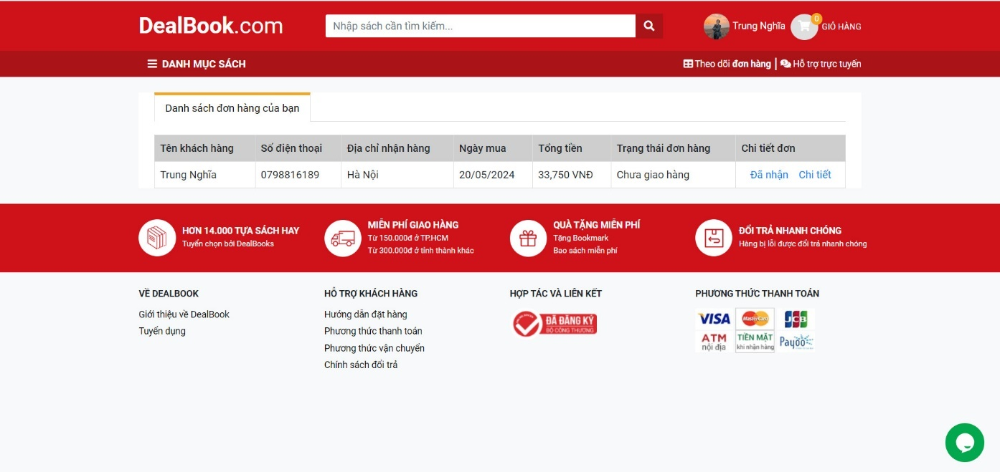 DealBook.com
Nhập sách cần tìm kiếm...
Trung Nghĩa
0
GIỎ HÀNG
DANH MỤC SÁCH
Theo dõi đơn hàng | Hỗ trợ trực tuyến
Danh sách đơn hàng của bạn
Tên khách hàng Số điện thoại Địa chỉ nhận hàng Ngày mua Tổng tiền Trạng thái đơn hàng Chi tiết đơn
Trung Nghĩa 0798816189 Hà Nội 20/05/2024 33,750 VNĐ Chưa giao hàng Đã nhận Chi tiết
HƠN 14.000 TỰA SÁCH HAY
Tuyển chọn bởi DealBooks
MIỄN PHÍ GIAO HÀNG
Từ 150.000đ ở TP.HCM
Từ 300.000đ ở tỉnh thành khác
QUÀ TẶNG MIỄN PHÍ
Tặng Bookmark
Bao sách miễn phí
ĐỔI TRẢ NHANH CHÓNG
Hàng bị lỗi được đổi trả nhanh chóng
VỀ DEALBOOK
Giới thiệu về DealBook
Tuyển dụng
HỖ TRỢ KHÁCH HÀNG
Hướng dẫn đặt hàng
Phương thức thanh toán
Phương thức vận chuyển
Chính sách đổi trả
HỢP TÁC VÀ LIÊN KẾT
ĐÃ ĐĂNG KÝ
BỘ CÔNG THƯƠNG
PHƯƠNG THỨC THANH TOÁN
VISA MasterCard JCB
ATM
nội địa
TIỀN MẶT
khi nhận hàng
Payoo